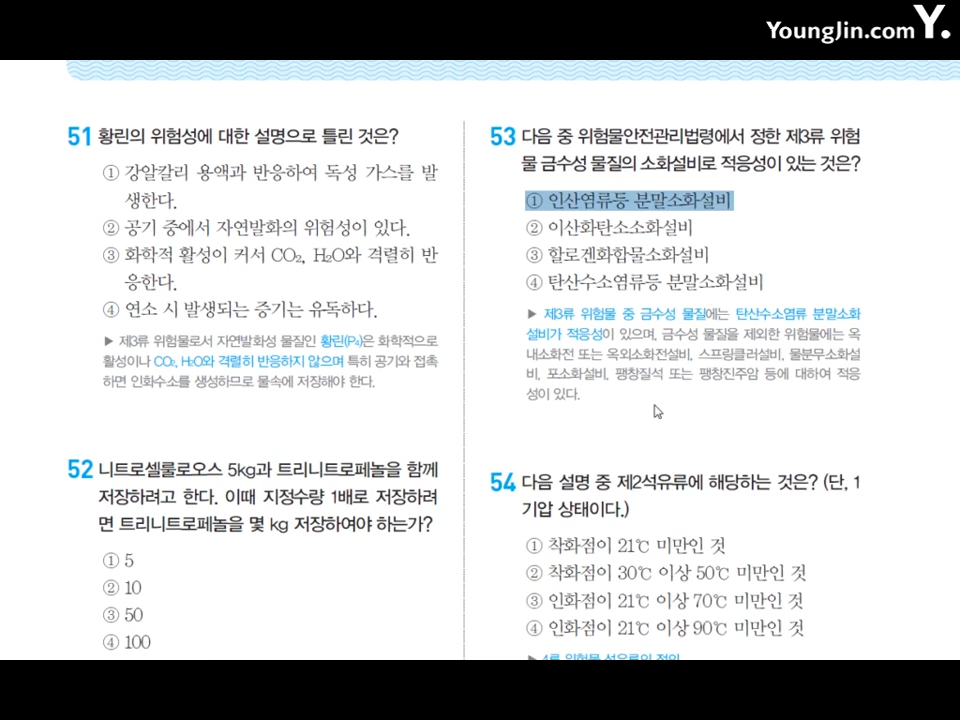 YoungJin.com Y.
51 황린의 위험성에 대한 설명으로 틀린 것은?
① 강알칼리 용액과 반응하여 독성 가스를 발
생한다.
② 공기 중에서 자연발화의 위험성이 있다.
③ 화학적 활성이 커서 CO₂, H₂O와 격렬히 반
응한다.
④ 연소 시 발생되는 증기는 유독하다.
▶ 제3류 위험물로서 자연발화성 물질인 황린(P₄)은 화학적으로
활성이나 CO₂, H₂O와 격렬히 반응하지 않으며 특히 공기와 접촉
하면 인화수소를 생성하므로 물속에 저장해야 한다.
52 니트로셀룰로오스 5kg과 트리니트로페놀을 함께
저장하려고 한다. 이때 지정수량 1배로 저장하려
면 트리니트로페놀을 몇 kg 저장하여야 하는가?
① 5
② 10
③ 50
④ 100
53 다음 중 위험물안전관리법령에서 정한 제3류 위험
물 금수성 물질의 소화설비로 적응성이 있는 것은?
① 인산염류등 분말소화설비
② 이산화탄소소화설비
③ 할로겐화합물소화설비
④ 탄산수소염류등 분말소화설비
▶ 제3류 위험물 중 금수성 물질에는 탄산수소염류 분말소화
설비가 적응성이 있으며, 금수성 물질을 제외한 위험물에는 옥
내소화전 또는 옥외소화전설비, 스프링클러설비, 물분무소화설
비, 포소화설비, 팽창질석 또는 팽창진주암 등에 대하여 적응
성이 있다.
54 다음 설명 중 제2석유류에 해당하는 것은? (단, 1
기압 상태이다.)
① 착화점이 21℃ 미만인 것
② 착화점이 30℃ 이상 50℃ 미만인 것
③ 인화점이 21℃ 이상 70℃ 미만인 것
④ 인화점이 21℃ 이상 90℃ 미만인 것
▶ 4류 위험물 석유류의 정의